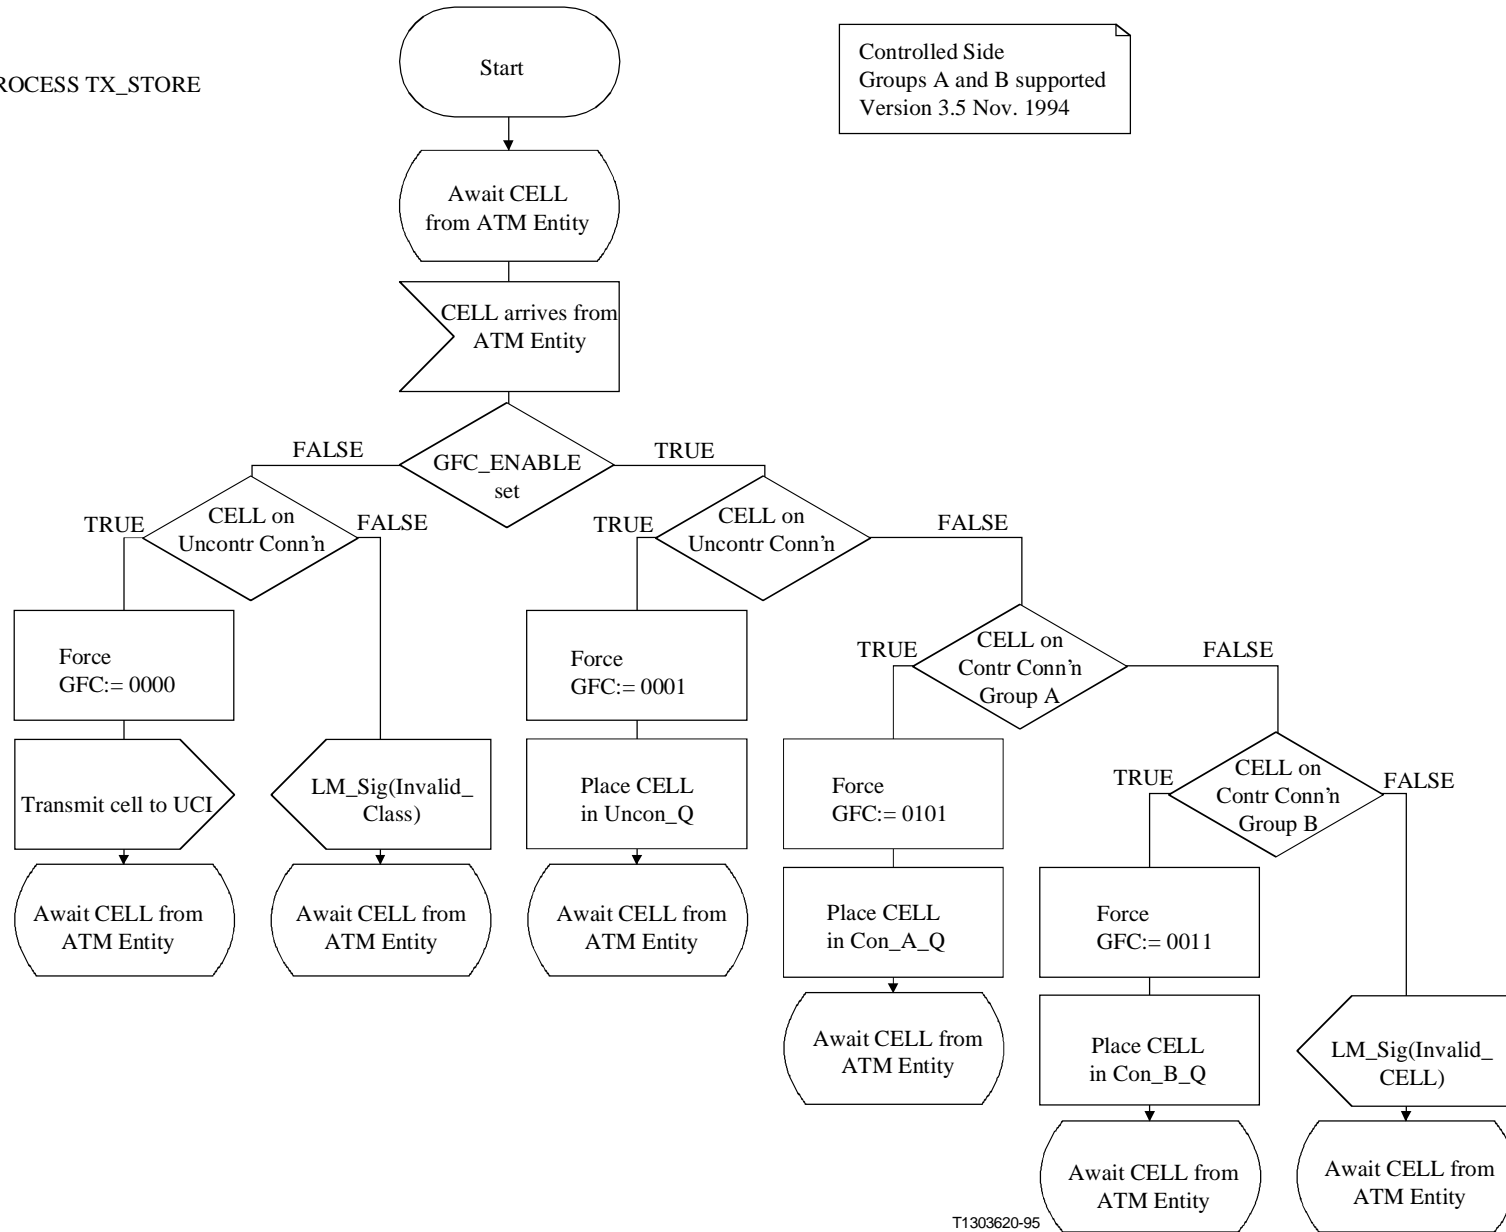 ROCESS TX_STORE
Start
Controlled Side
Groups A and B supported
Version 3.5 Nov. 1994
Await CELL
from ATM Entity
CELL arrives from
ATM Entity
GFC_ENABLE
set
FALSE
TRUE
CELL on
Uncontr Conn'n
TRUE
FALSE
CELL on
Uncontr Conn'n
TRUE
FALSE
Force
GFC:= 0000
Force
GFC:= 0001
CELL on
Contr Conn'n
Group A
TRUE
FALSE
Transmit cell to UCI
LM_Sig(Invalid_
Class)
Place CELL
in Uncon_Q
Force
GFC:= 0101
CELL on
Contr Conn'n
Group B
TRUE
FALSE
Await CELL from
ATM Entity
Await CELL from
ATM Entity
Await CELL from
ATM Entity
Place CELL
in Con_A_Q
Force
GFC:= 0011
Await CELL from
ATM Entity
Place CELL
in Con_B_Q
LM_Sig(Invalid_
CELL)
Await CELL from
ATM Entity
Await CELL from
ATM Entity
T1303620-95